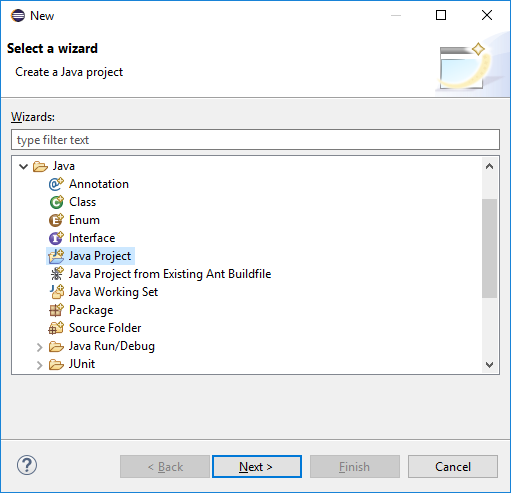 New
Select a wizard
Create a Java project
Wizards:
type filter text
Java
Annotation
Class
Enum
Interface
Java Project
Java Project from Existing Ant Buildfile
Java Working Set
Package
Source Folder
Java Run/Debug
JUnit
? < Back Next > Finish Cancel